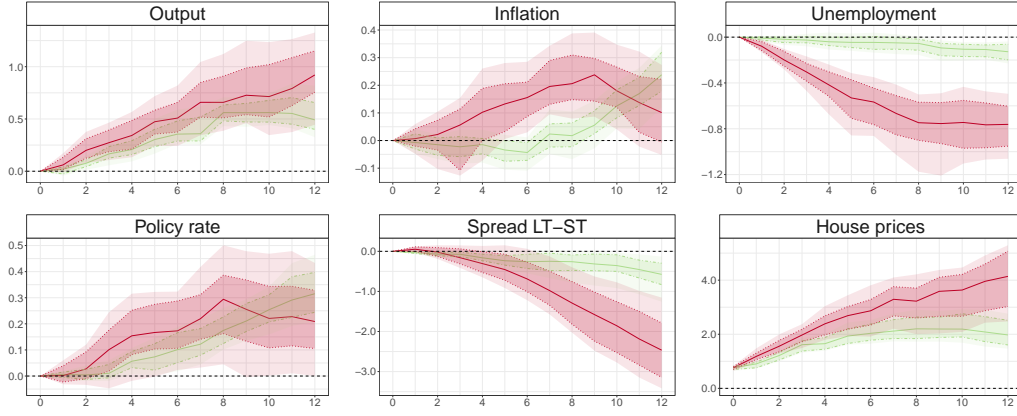 Output
1.0
0.5
0.0
0 2 4 6 8 10 12
Inflation
0.4
0.3
0.2
0.1
0.0
−0.1
0 2 4 6 8 10 12
Unemployment
0.0
−0.4
−0.8
−1.2
0 2 4 6 8 10 12
Policy rate
0.5
0.4
0.3
0.2
0.1
0.0
0 2 4 6 8 10 12
Spread LT−ST
0.0
−1.0
−2.0
−3.0
0 2 4 6 8 10 12
House prices
4.0
2.0
0.0
0 2 4 6 8 10 12